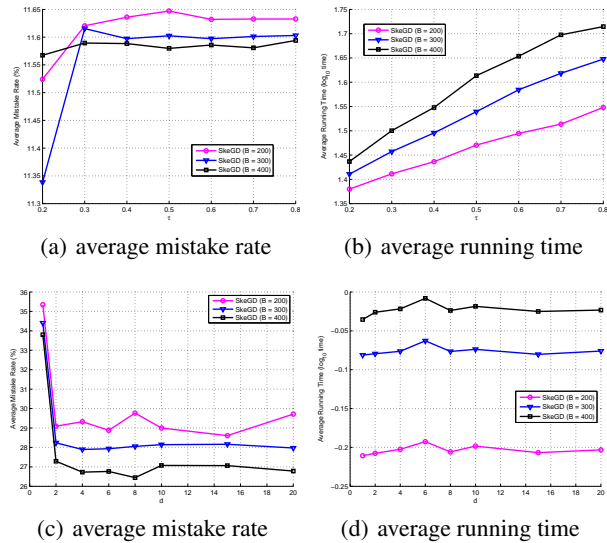 11.65
11.6
11.55
11.5
11.45
11.4
11.35
11.3
Average Mistake Rate (%)
SkeGD (B = 200)
SkeGD (B = 300)
SkeGD (B = 400)
0.2 0.3 0.4 0.5 0.6 0.7 0.8
τ
(a) average mistake rate
1.75
1.7
1.65
1.6
1.55
1.5
1.45
1.4
1.35
Average Running Time (log10 time)
SkeGD (B = 200)
SkeGD (B = 300)
SkeGD (B = 400)
0.2 0.3 0.4 0.5 0.6 0.7 0.8
τ
(b) average running time
36
35
34
33
32
31
30
29
28
27
26
Average Mistake Rate (%)
SkeGD (B = 200)
SkeGD (B = 300)
SkeGD (B = 400)
0 2 4 6 8 10 12 14 16 18 20
d
(c) average mistake rate
0
−0.05
−0.1
−0.15
−0.2
−0.25
Average Running Time (log10 time)
SkeGD (B = 200)
SkeGD (B = 300)
SkeGD (B = 400)
0 2 4 6 8 10 12 14 16 18 20
d
(d) average running time